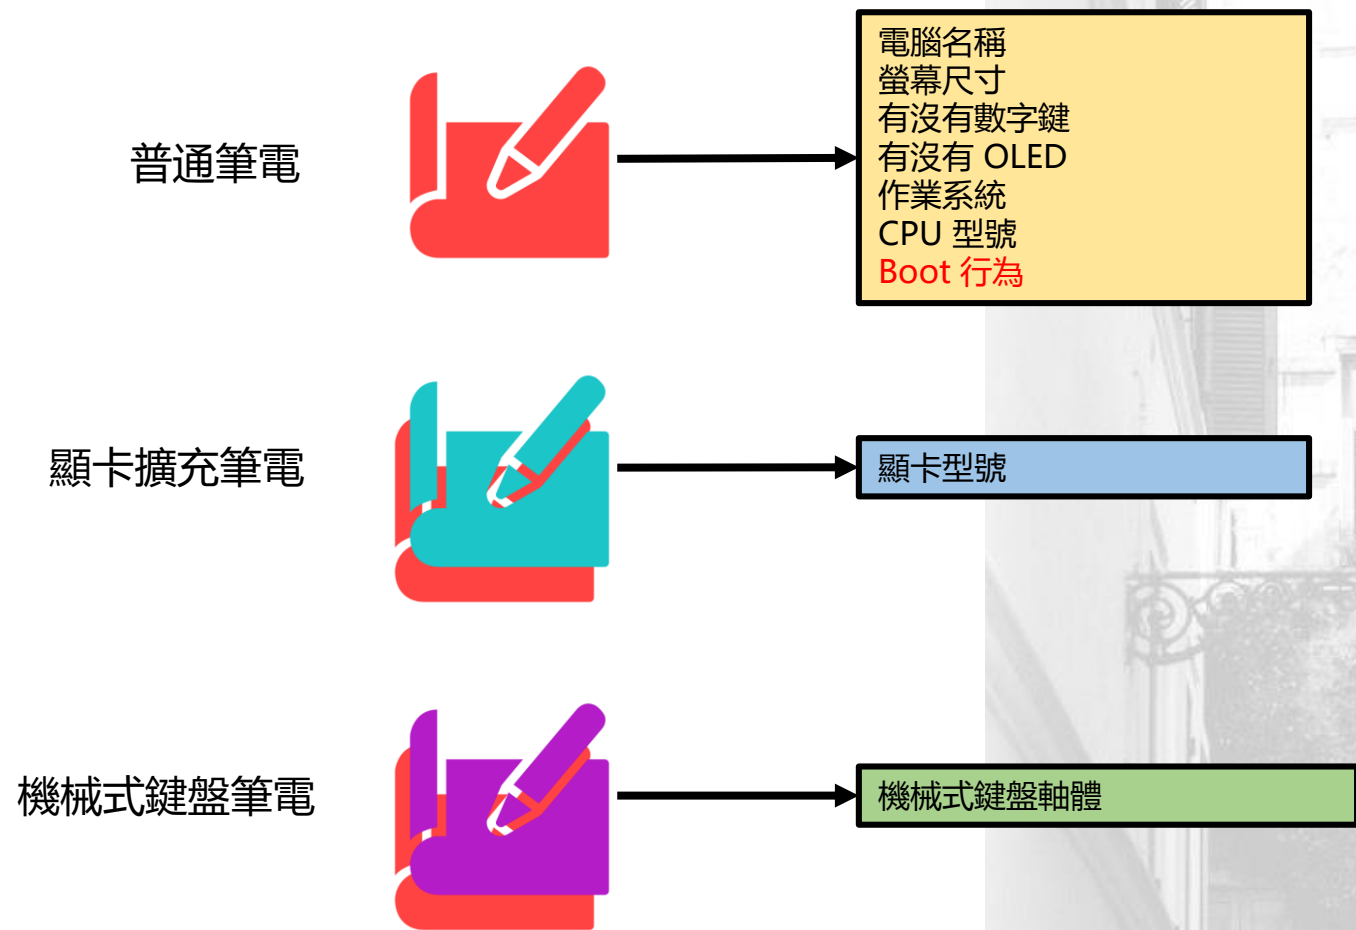 普通筆電
電腦名稱
螢幕尺寸
有沒有數字鍵
有沒有 OLED
作業系統
CPU 型號
Boot 行為
顯卡擴充筆電
顯卡型號
機械式鍵盤筆電
機械式鍵盤軸體